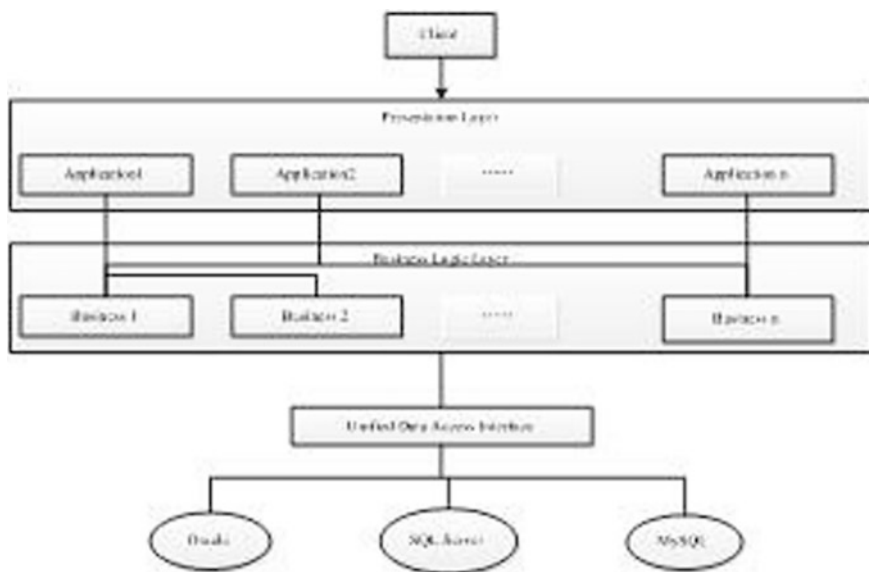 Client
Presentation Layer
Application1
Application2
.....
Application n
Business Logic Layer
Business 1
Business 2
.....
Business n
Unified Data Access Interface
Oracle
SQL Server
MySQL